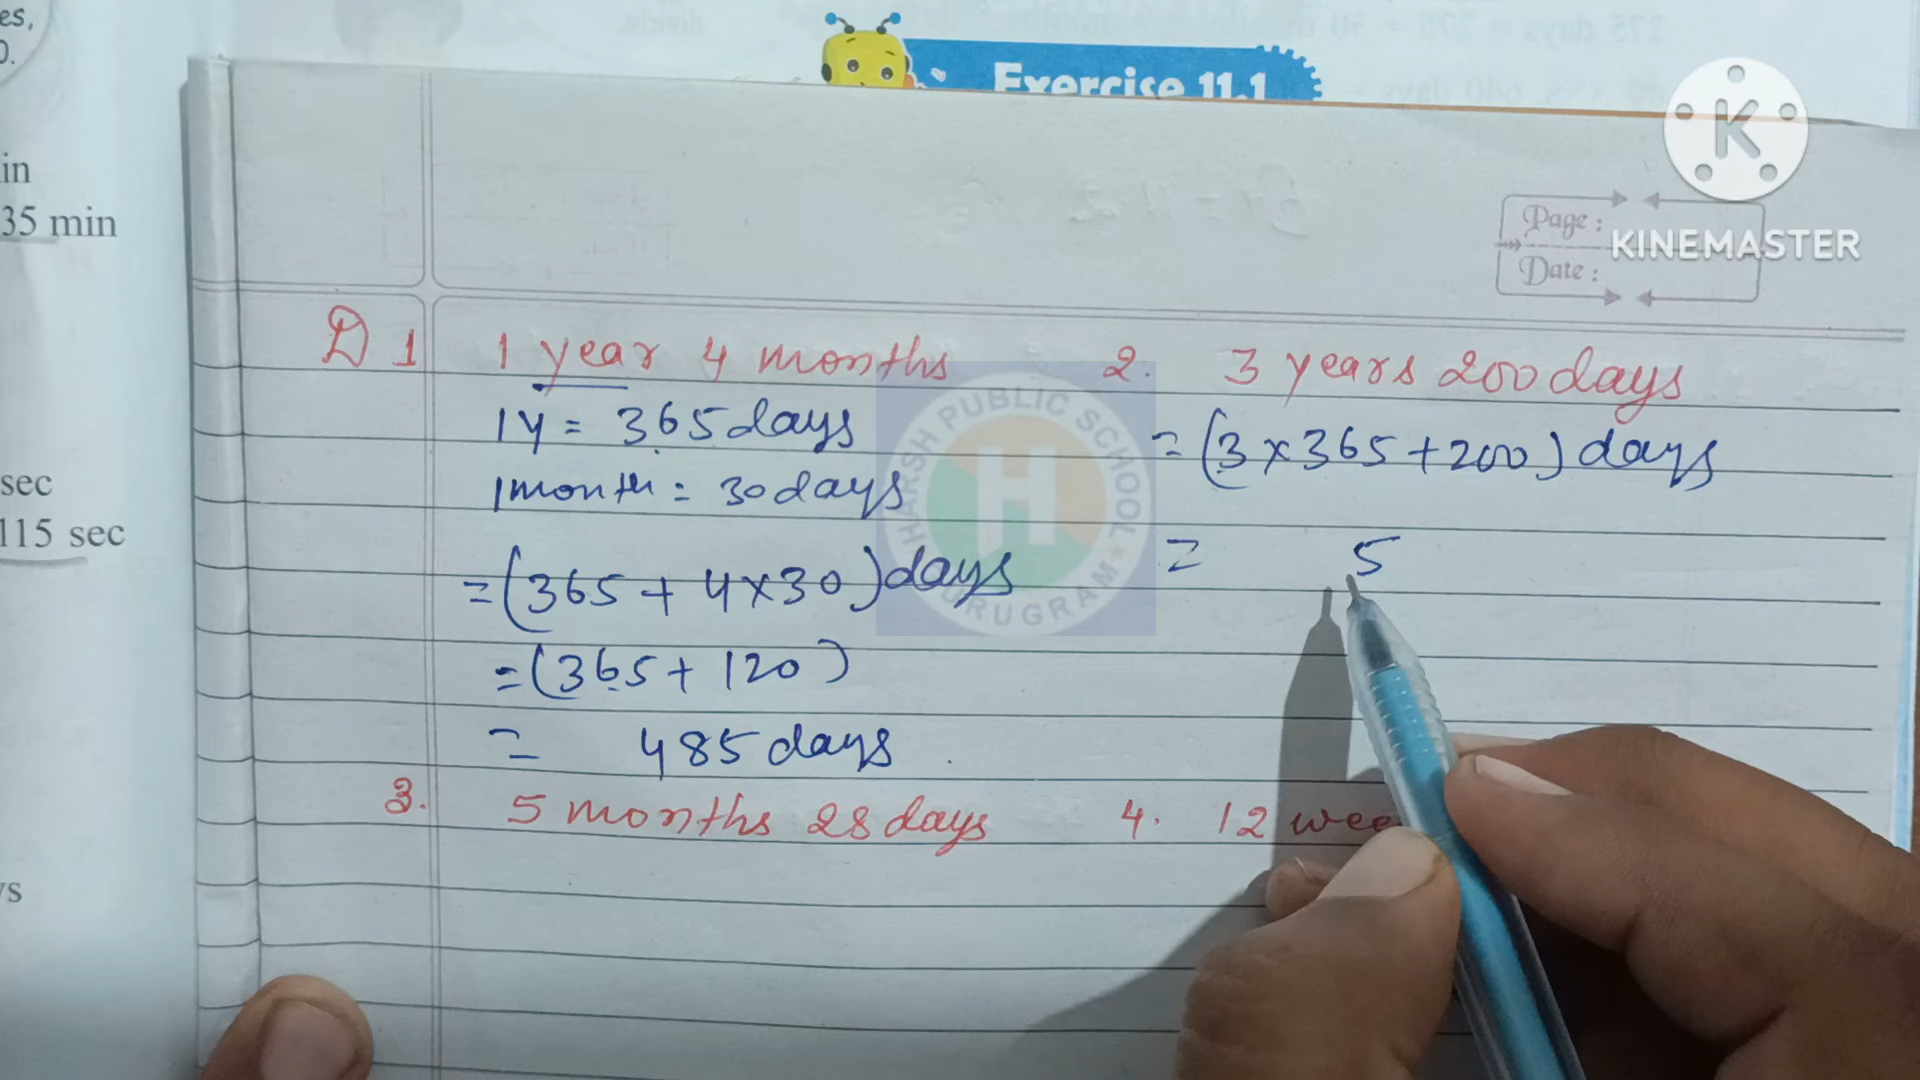 es,
0.
in
35 min
sec
115 sec
Exercise 11.1
KINEMASTER
Page :
Date :
D 1 1 year 4 months
1y = 365 days
1 month = 30 days
= (365 + 4 x 30) days
= (365 + 120)
= 485 days
2. 3 years 200 days
= (3 x 365 + 200) days
= 5
3. 5 months 28 days
4. 12 wee
HARSH PUBLIC SCHOOL
GURUGRAM
H
K